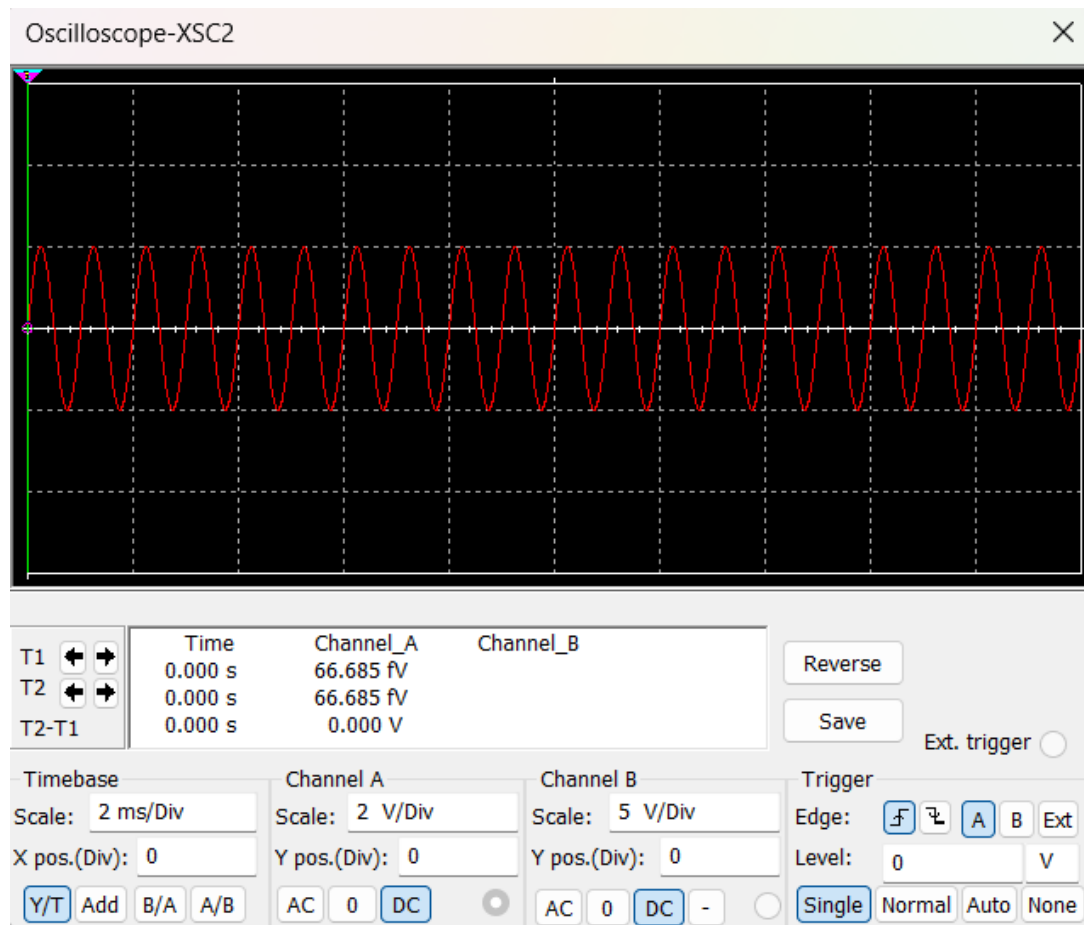 Oscilloscope-XSC2
Time Channel_A Channel_B
T1 0.000 s 66.685 fV
T2 0.000 s 66.685 fV
T2-T1 0.000 s 0.000 V
Reverse
Save
Ext. trigger
Timebase
Scale: 2 ms/Div
X pos.(Div): 0
Y/T Add B/A A/B
Channel A
Scale: 2 V/Div
Y pos.(Div): 0
AC 0 DC
Channel B
Scale: 5 V/Div
Y pos.(Div): 0
AC 0 DC -
Trigger
Edge: A B Ext
Level: 0 V
Single Normal Auto None